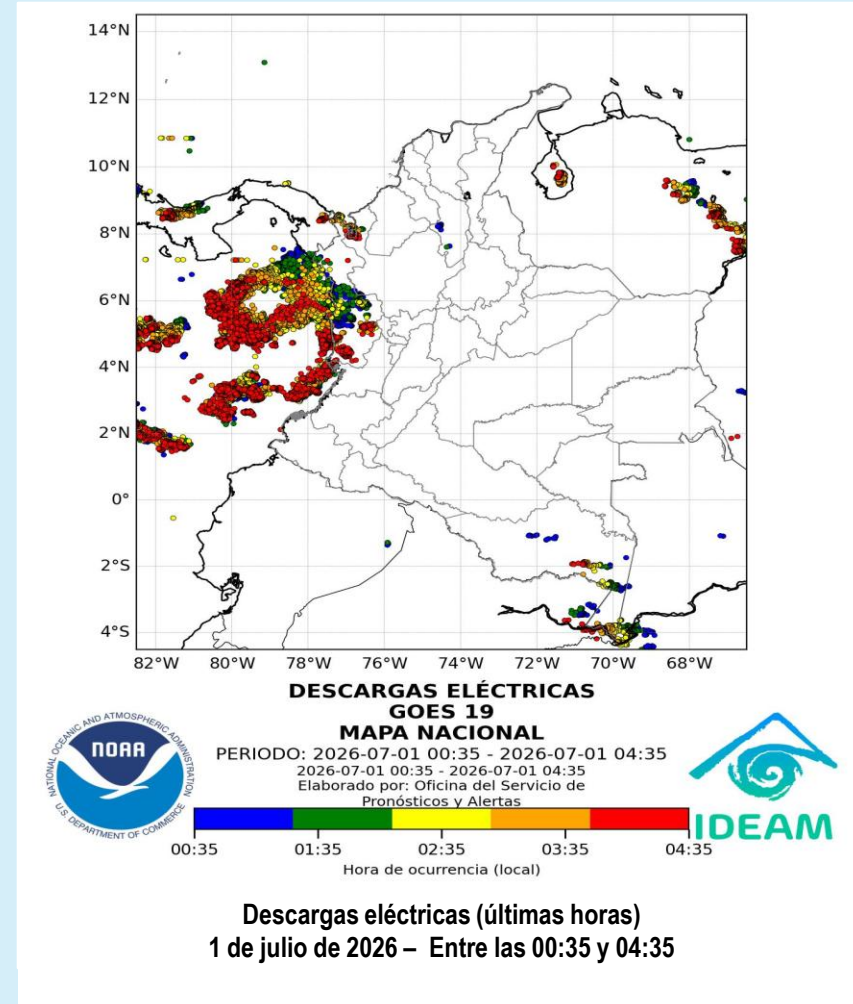 14°N
12°N
10°N
8°N
6°N
4°N
2°N
0°
2°S
4°S
82°W 80°W 78°W 76°W 74°W 72°W 70°W 68°W
DESCARGAS ELÉCTRICAS
GOES 19
MAPA NACIONAL
PERIODO: 2026-07-01 00:35 - 2026-07-01 04:35
2026-07-01 00:35 - 2026-07-01 04:35
Elaborado por: Oficina del Servicio de
Pronósticos y Alertas
NATIONAL OCEANIC AND ATMOSPHERIC ADMINISTRATION
NOAA
U.S. DEPARTMENT OF COMMERCE
IDEAM
00:35 01:35 02:35 03:35 04:35
Hora de ocurrencia (local)
Descargas eléctricas (últimas horas)
1 de julio de 2026 – Entre las 00:35 y 04:35